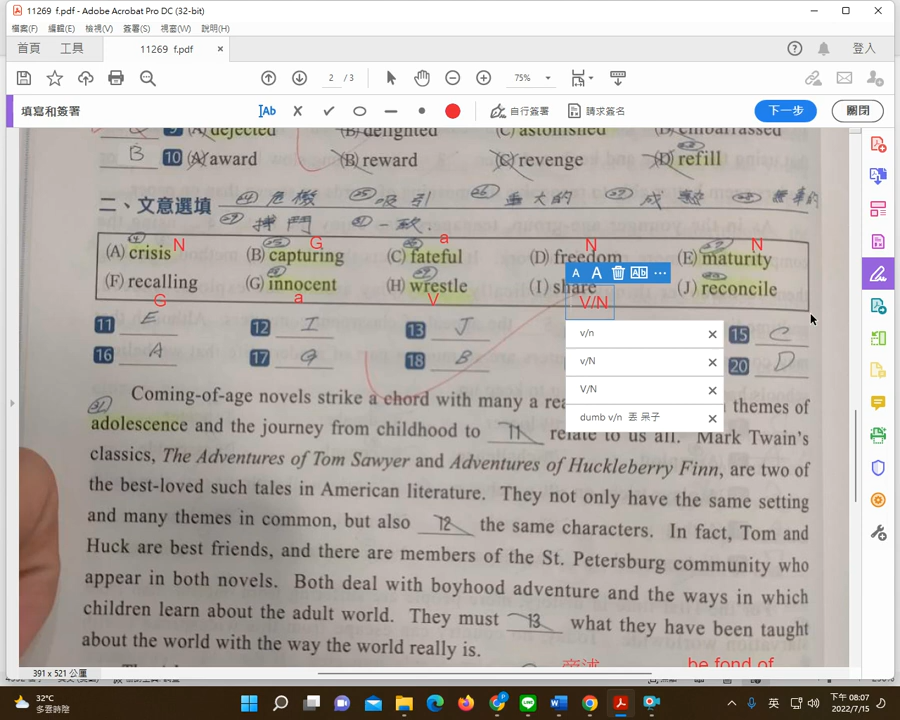 11269 f.pdf - Adobe Acrobat Pro DC (32-bit)
檔案(F) 編輯(E) 檢視(V) 簽署(S) 視窗(W) 說明(H)
首頁 工具 11269 f.pdf × 登入
2 / 3 75%
填寫和簽署 Ab 自行簽署 請求簽名 下一步 關閉
9 (A) dejected (B) delighted (C) astonished (D) embarrassed
B 10 (A) award (B) reward (C) revenge (D) refill
危機 吸引 重大的 成熟
二、文意選填
搏鬥 一致
(A) crisis N (B) capturing G (C) fateful a (D) freedom N (E) maturity N
(F) recalling G (G) innocent a (H) wrestle V (I) share V/N (J) reconcile
11 E 12 I 13 J 15 C
16 A 17 G 18 B 20 D
v/n
v/N
V/N
dumb v/n 丟 呆子
Coming-of-age novels strike a chord with many a rea themes of
adolescence and the journey from childhood to 11 relate to us all. Mark Twain's
classics, The Adventures of Tom Sawyer and Adventures of Huckleberry Finn, are two of
the best-loved such tales in American literature. They not only have the same setting
and many themes in common, but also 12 the same characters. In fact, Tom and
Huck are best friends, and there are members of the St. Petersburg community who
appear in both novels. Both deal with boyhood adventure and the ways in which
children learn about the adult world. They must 13 what they have been taught
about the world with the way the world really is.
be fond of
391 x 521 公釐
32°C
多雲時陰
英
下午 08:07
2022/7/15